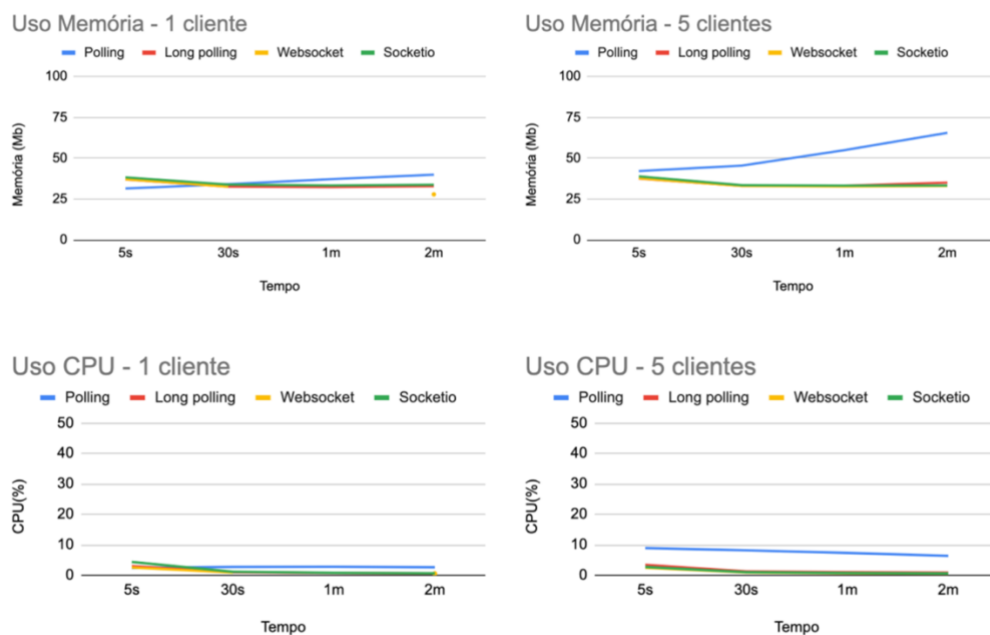 Uso Memória - 1 cliente
Polling Long polling Websocket Socketio
100
75
50
25
0
Memória (Mb)
5s 30s 1m 2m
Tempo
Uso Memória - 5 clientes
Polling Long polling Websocket Socketio
100
75
50
25
0
Memória (Mb)
5s 30s 1m 2m
Tempo
Uso CPU - 1 cliente
Polling Long polling Websocket Socketio
50
40
30
20
10
0
CPU(%)
5s 30s 1m 2m
Tempo
Uso CPU - 5 clientes
Polling Long polling Websocket Socketio
50
40
30
20
10
0
CPU(%)
5s 30s 1m 2m
Tempo